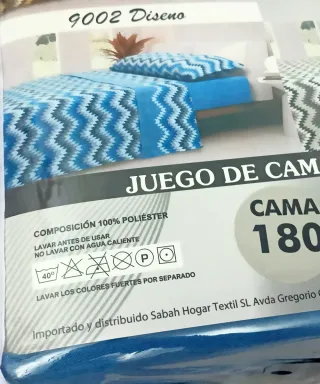 9002 Diseno
JUEGO DE CAM
CAMA
180
COMPOSICIÓN 100% POLIÉSTER
LAVAR ANTES DE USAR
NO LAVAR CON AGUA CALIENTE
40° P
LAVAR LOS COLORES FUERTES POR SEPARADO
Importado y distribuido Sabah Hogar Textil SL Avda Gregorio